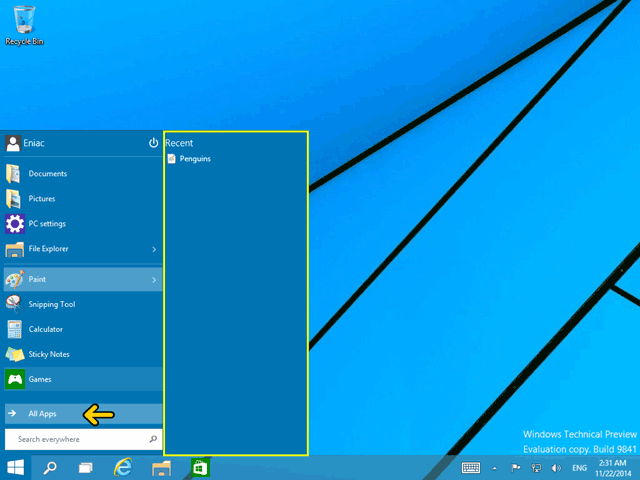 Recycle Bin
Eniac
Documents
Pictures
PC settings
File Explorer
Paint
Snipping Tool
Calculator
Sticky Notes
Games
All Apps
Search everywhere
Recent
Penguins
Windows Technical Preview
Evaluation copy. Build 9841
ENG
2:31 AM
11/22/2014